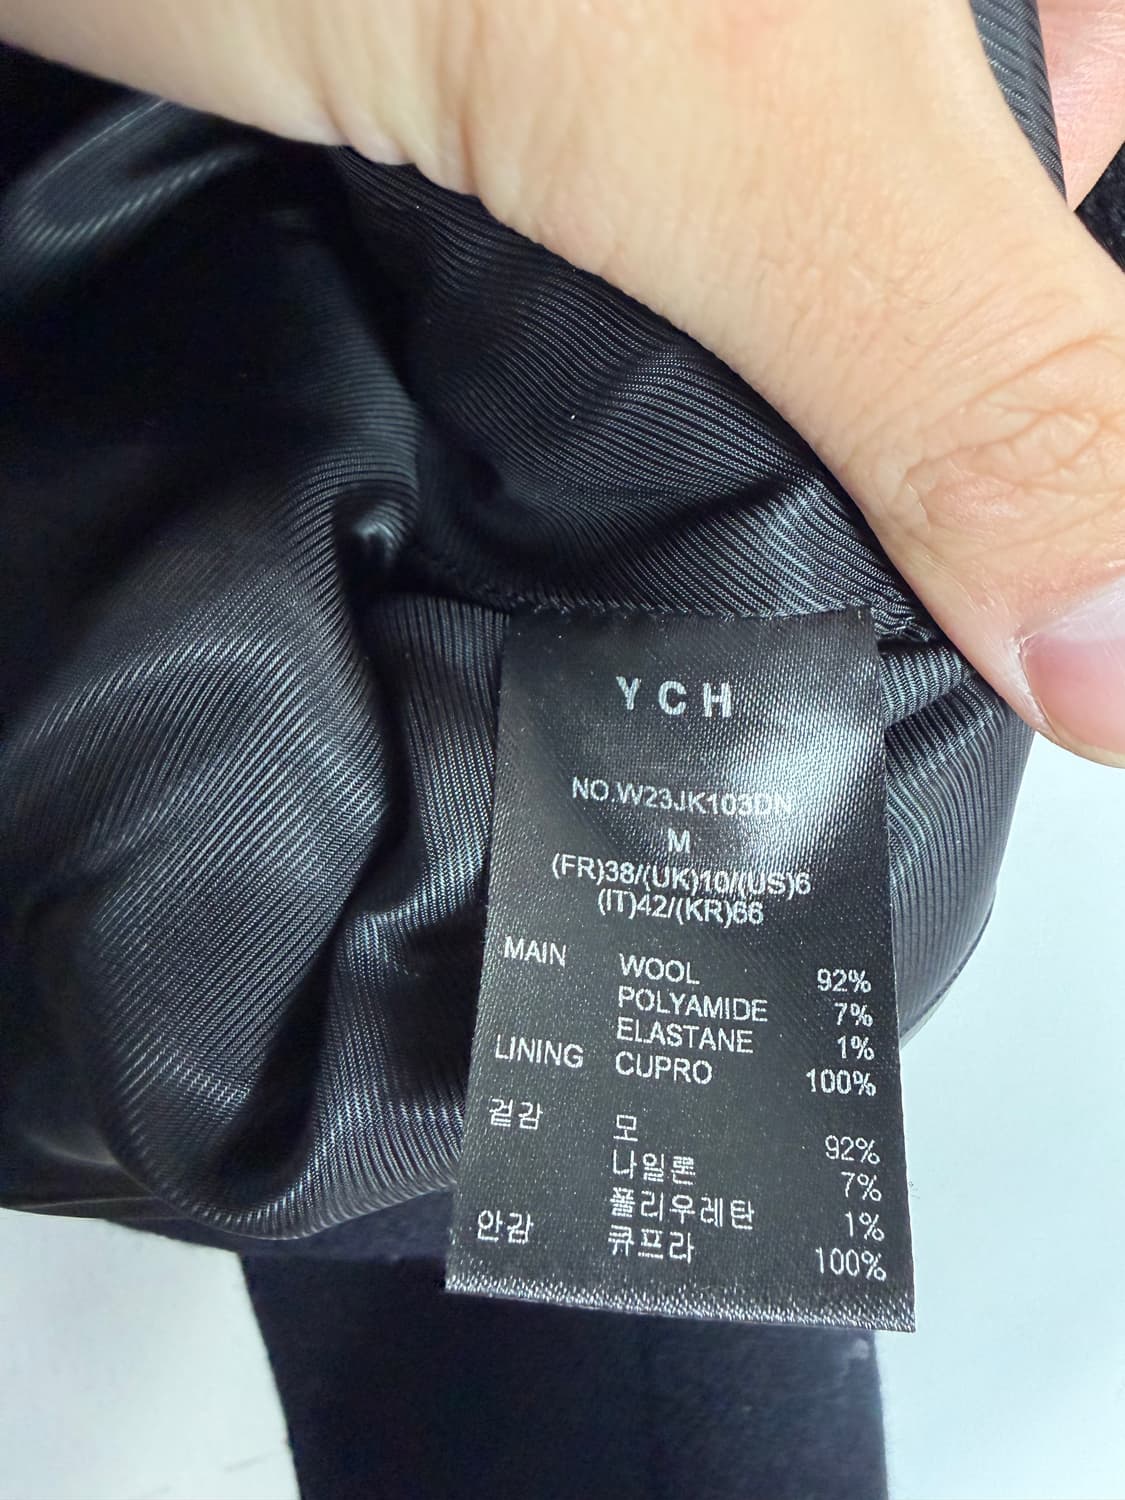 YCH
NO.W23JK103DN
M
(FR)38/(UK)10/(US)6
(IT)42/(KR)66
MAIN WOOL 92%
POLYAMIDE 7%
ELASTANE 1%
LINING CUPRO 100%
겉감 모 92%
나일론 7%
폴리우레탄 1%
안감 큐프라 100%